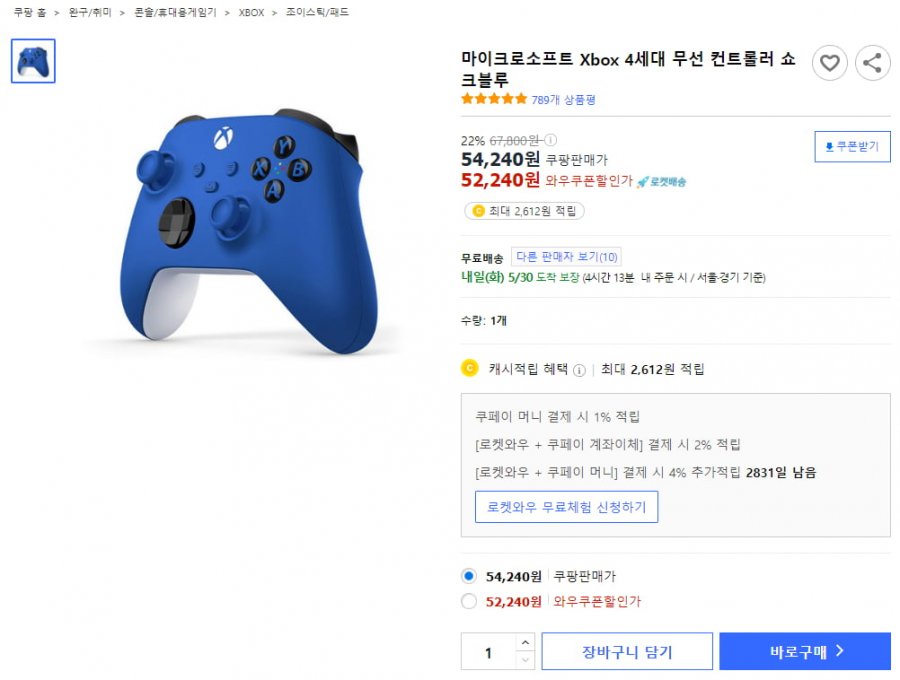 쿠팡 홈 > 완구/취미 > 콘솔/휴대용게임기 > XBOX > 조이스틱/패드
마이크로소프트 Xbox 4세대 무선 컨트롤러 쇼
크블루
789개 상품평
22% 67,800원
쿠폰받기
54,240원 쿠팡판매가
52,240원 와우쿠폰할인가 로켓배송
최대 2,612원 적립
무료배송 다른 판매자 보기(10)
내일(화) 5/30 도착 보장 (4시간 13분 내 주문 시 / 서울⋅경기 기준)
수량: 1개
캐시적립 혜택 | 최대 2,612원 적립
쿠페이 머니 결제 시 1% 적립
[로켓와우 + 쿠페이 계좌이체] 결제 시 2% 적립
[로켓와우 + 쿠페이 머니] 결제 시 4% 추가적립 2831일 남음
로켓와우 무료체험 신청하기
54,240원 쿠팡판매가
52,240원 와우쿠폰할인가
1
장바구니 담기
바로구매 >
Y
X
B
A